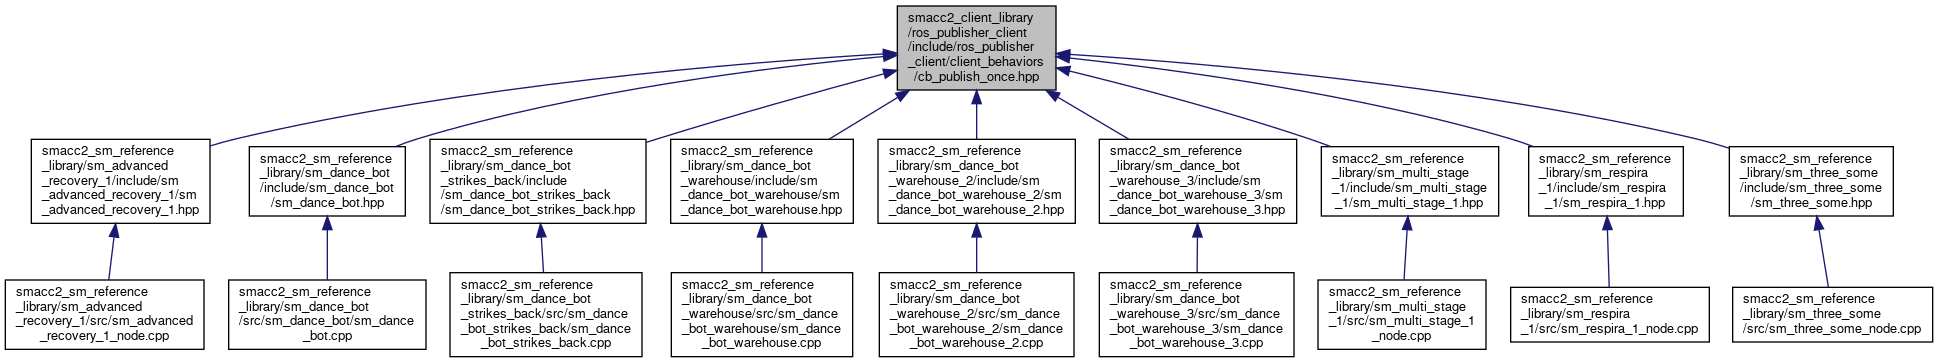 smacc2_client_library
/ros_publisher_client
/include/ros_publisher
_client/client_behaviors
/cb_publish_once.hpp
smacc2_sm_reference
_library/sm_advanced
_recovery_1/include/sm
_advanced_recovery_1/sm
_advanced_recovery_1.hpp
smacc2_sm_reference
_library/sm_dance_bot
/include/sm_dance_bot
/sm_dance_bot.hpp
smacc2_sm_reference
_library/sm_dance_bot
_strikes_back/include
/sm_dance_bot_strikes_back
/sm_dance_bot_strikes_back.hpp
smacc2_sm_reference
_library/sm_dance_bot
_warehouse/include/sm
_dance_bot_warehouse/sm
_dance_bot_warehouse.hpp
smacc2_sm_reference
_library/sm_dance_bot
_warehouse_2/include/sm
_dance_bot_warehouse_2/sm
_dance_bot_warehouse_2.hpp
smacc2_sm_reference
_library/sm_dance_bot
_warehouse_3/include/sm
_dance_bot_warehouse_3/sm
_dance_bot_warehouse_3.hpp
smacc2_sm_reference
_library/sm_multi_stage
_1/include/sm_multi_stage
_1/sm_multi_stage_1.hpp
smacc2_sm_reference
_library/sm_respira
_1/include/sm_respira
_1/sm_respira_1.hpp
smacc2_sm_reference
_library/sm_three_some
/include/sm_three_some
/sm_three_some.hpp
smacc2_sm_reference
_library/sm_advanced
_recovery_1/src/sm_advanced
_recovery_1_node.cpp
smacc2_sm_reference
_library/sm_dance_bot
/src/sm_dance_bot/sm_dance
_bot.cpp
smacc2_sm_reference
_library/sm_dance_bot
_strikes_back/src/sm_dance
_bot_strikes_back/sm_dance
_bot_strikes_back.cpp
smacc2_sm_reference
_library/sm_dance_bot
_warehouse/src/sm_dance
_bot_warehouse/sm_dance
_bot_warehouse.cpp
smacc2_sm_reference
_library/sm_dance_bot
_warehouse_2/src/sm_dance
_bot_warehouse_2/sm_dance
_bot_warehouse_2.cpp
smacc2_sm_reference
_library/sm_dance_bot
_warehouse_3/src/sm_dance
_bot_warehouse_3/sm_dance
_bot_warehouse_3.cpp
smacc2_sm_reference
_library/sm_multi_stage
_1/src/sm_multi_stage_1
_node.cpp
smacc2_sm_reference
_library/sm_respira
_1/src/sm_respira_1_node.cpp
smacc2_sm_reference
_library/sm_three_some
/src/sm_three_some_node.cpp